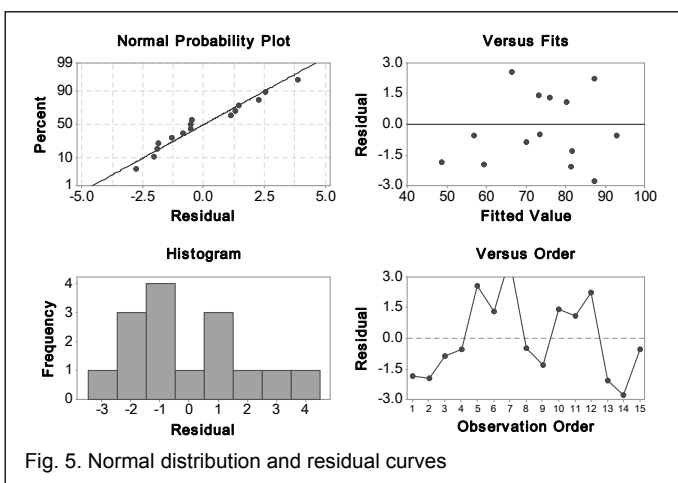 Normal Probability Plot
99
90
50
10
1
Percent
-5.0 -2.5 0.0 2.5 5.0
Residual
Versus Fits
3.0
1.5
0.0
-1.5
-3.0
Residual
40 50 60 70 80 90 100
Fitted Value
Histogram
4
3
2
1
0
Frequency
-3 -2 -1 0 1 2 3 4
Residual
Versus Order
3.0
1.5
0.0
-1.5
-3.0
Residual
1 2 3 4 5 6 7 8 9 10 11 12 13 14 15
Observation Order
Fig. 5. Normal distribution and residual curves